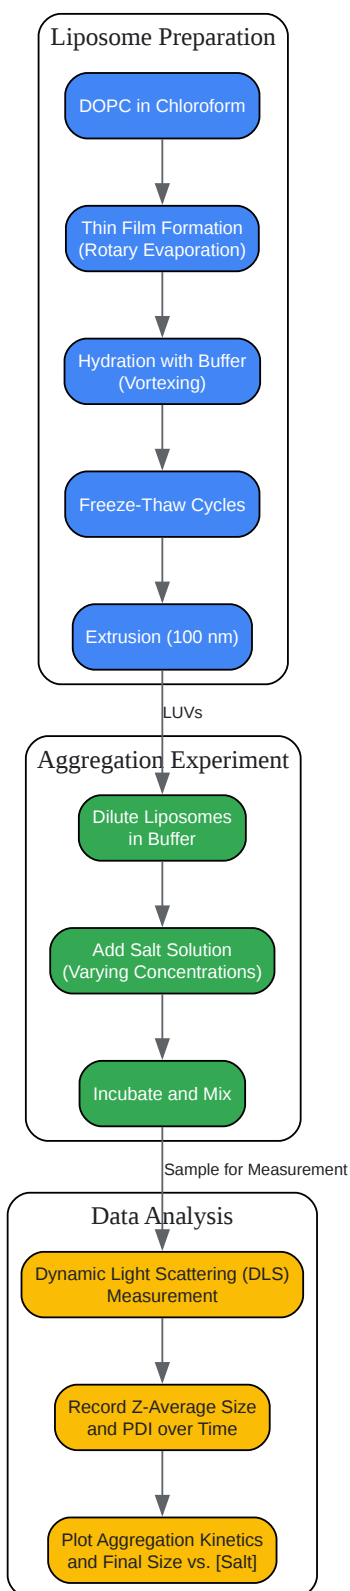 Liposome Preparation
DOPC in Chloroform
Thin Film Formation
(Rotary Evaporation)
Hydration with Buffer
(Vortexing)
Freeze-Thaw Cycles
Extrusion (100 nm)
LUVs
Aggregation Experiment
Dilute Liposomes
in Buffer
Add Salt Solution
(Varying Concentrations)
Incubate and Mix
Sample for Measurement
Data Analysis
Dynamic Light Scattering (DLS)
Measurement
Record Z-Average Size
and PDI over Time
Plot Aggregation Kinetics
and Final Size vs. [Salt]